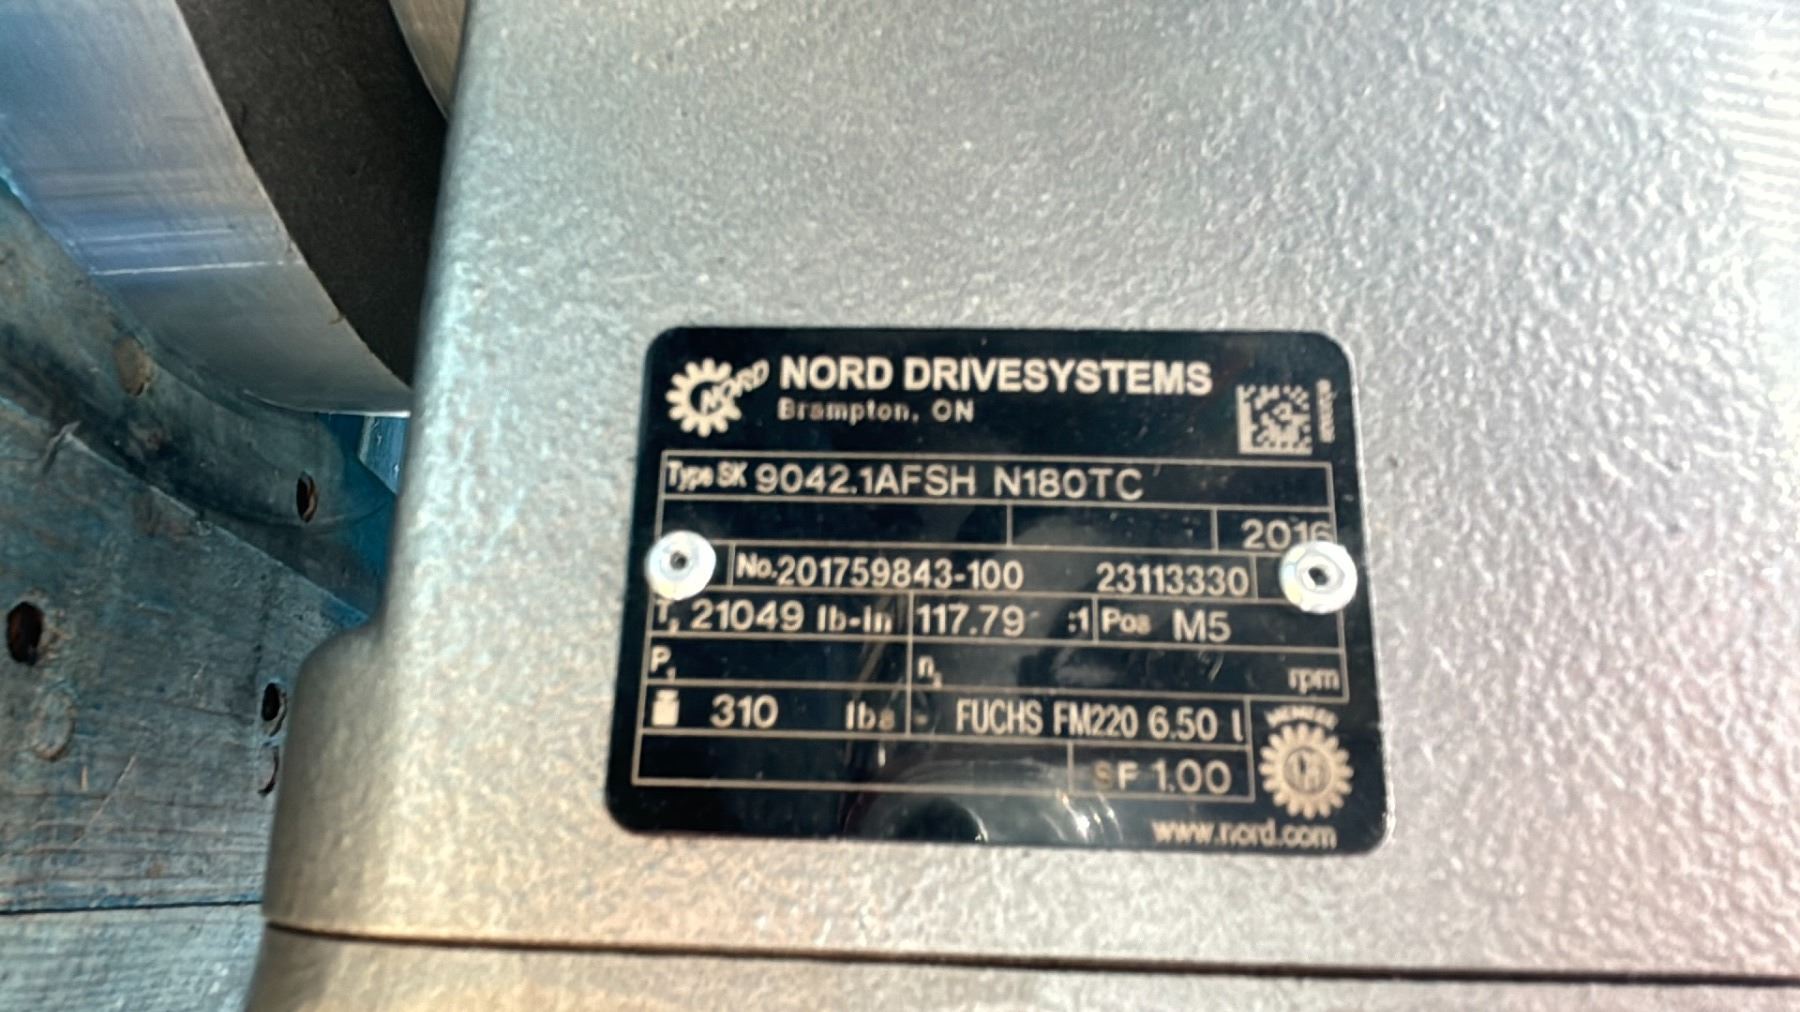 NORD
NORD DRIVESYSTEMS
Brampton, ON
Type SK 9042.1AFSH N180TC
2016
No. 201759843-100 23113330
T₂ 21049 lb-in 117.79 :1 Pos M5
P₁ n₂ rpm
310 lbs - FUCHS FM220 6.50 l
SF 1.00
www.nord.com